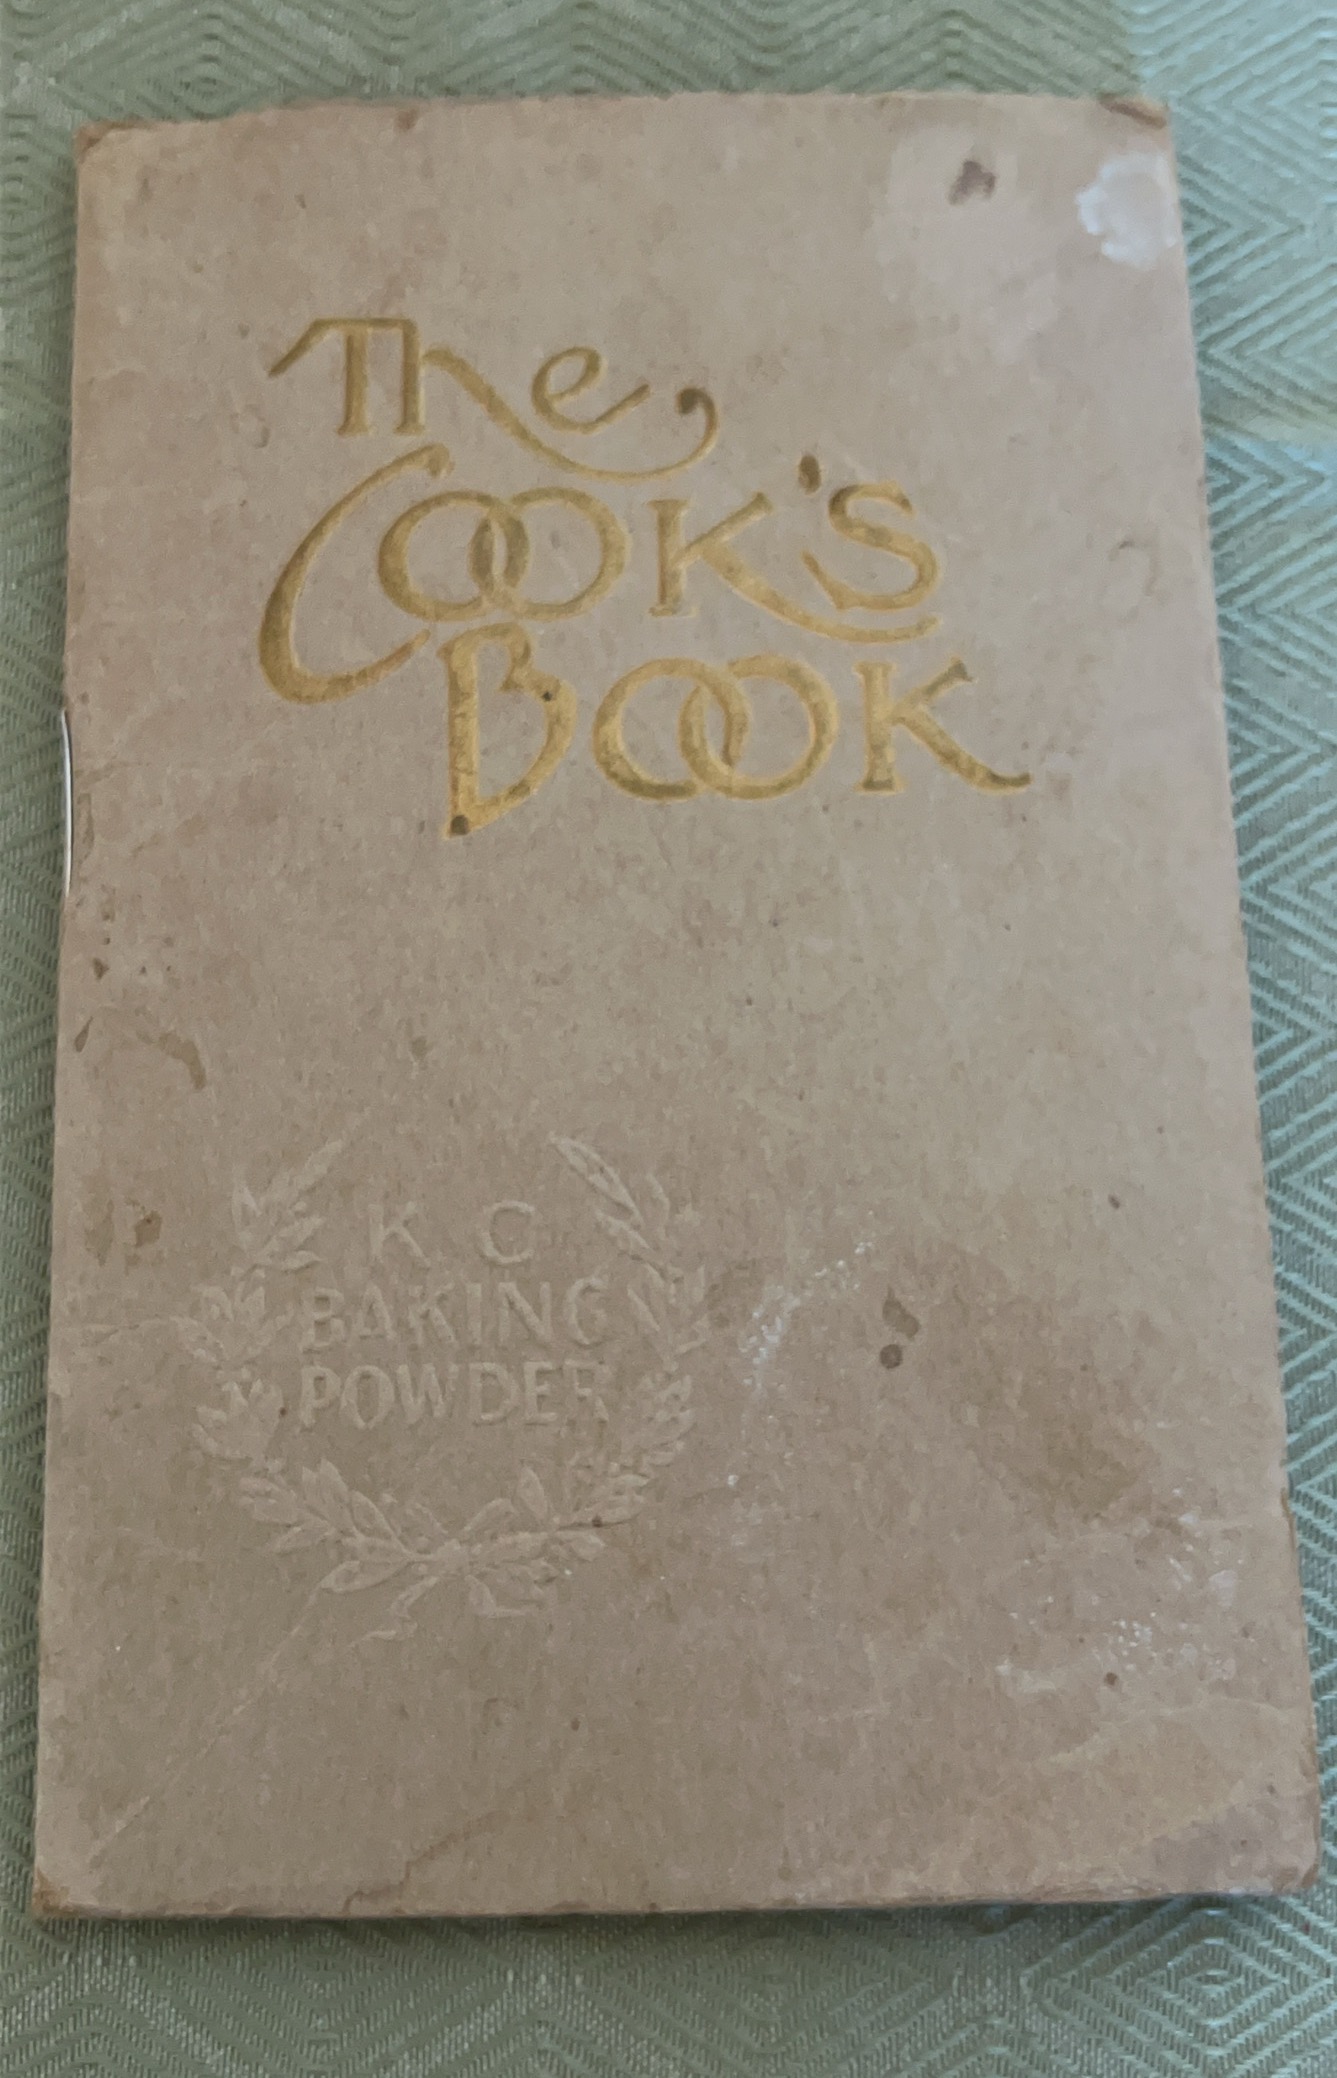 The
Cook's
Book
K C
BAKING
POWDER